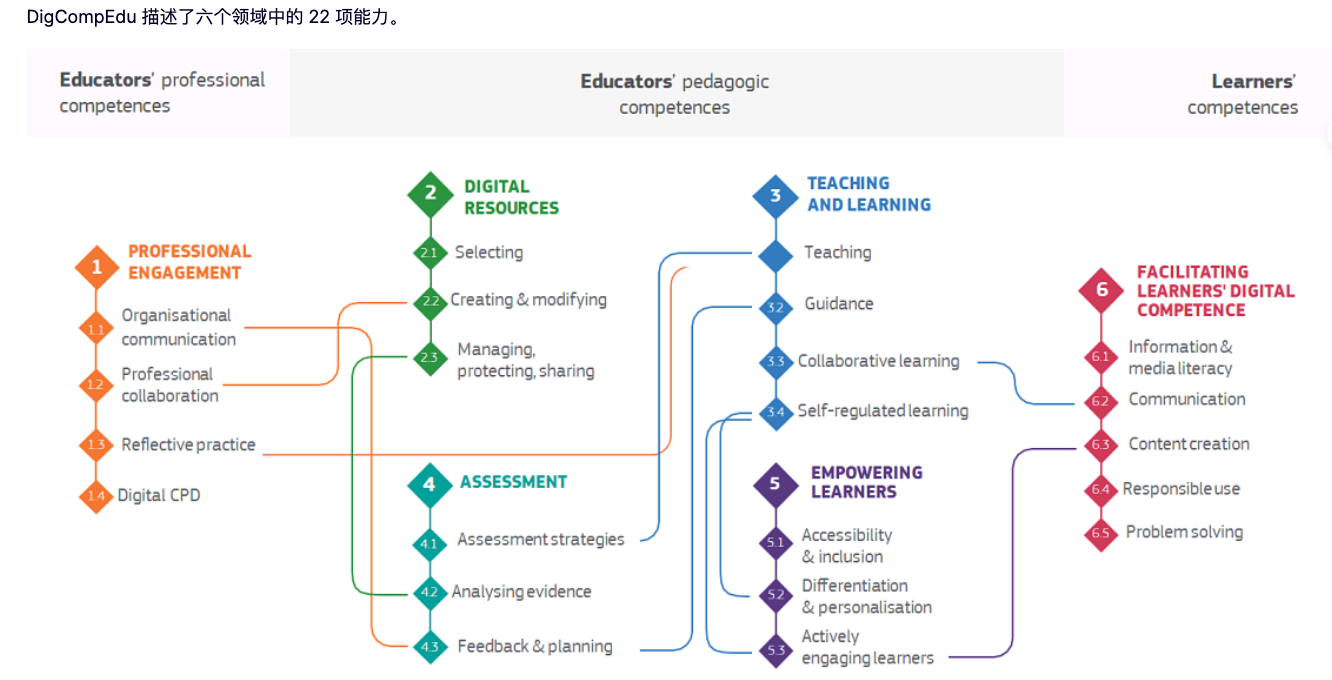 DigCompEdu 描述了六个领域中的 22 项能力。
Educators' professional
competences
Educators' pedagogic
competences
Learners'
competences
1
PROFESSIONAL
ENGAGEMENT
1.1
Organisational
communication
1.2
Professional
collaboration
1.3
Reflective practice
1.4
Digital CPD
2
DIGITAL
RESOURCES
2.1
Selecting
2.2
Creating & modifying
2.3
Managing,
protecting, sharing
3
TEACHING
AND LEARNING
Teaching
3.2
Guidance
3.3
Collaborative learning
3.4
Self-regulated learning
4
ASSESSMENT
4.1
Assessment strategies
4.2
Analysing evidence
4.3
Feedback & planning
5
EMPOWERING
LEARNERS
5.1
Accessibility
& inclusion
5.2
Differentiation
& personalisation
5.3
Actively
engaging learners
6
FACILITATING
LEARNERS' DIGITAL
COMPETENCE
6.1
Information &
media literacy
6.2
Communication
6.3
Content creation
6.4
Responsible use
6.5
Problem solving